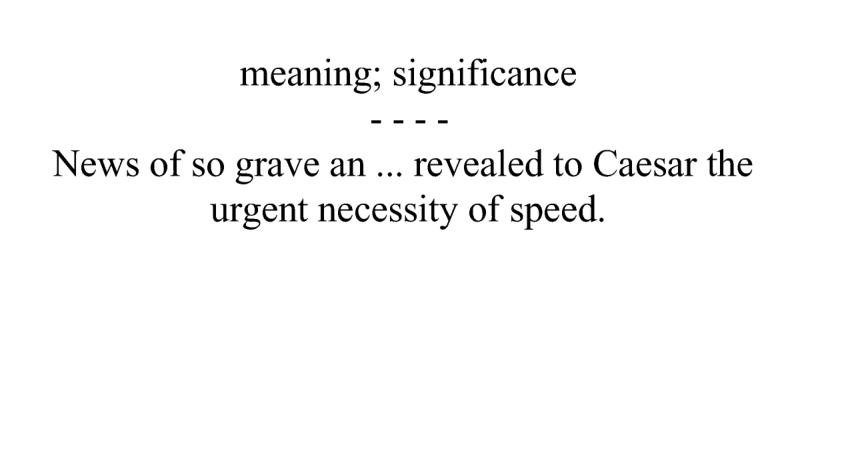 meaning; significance
- - - -
News of so grave an ... revealed to Caesar the
urgent necessity of speed.